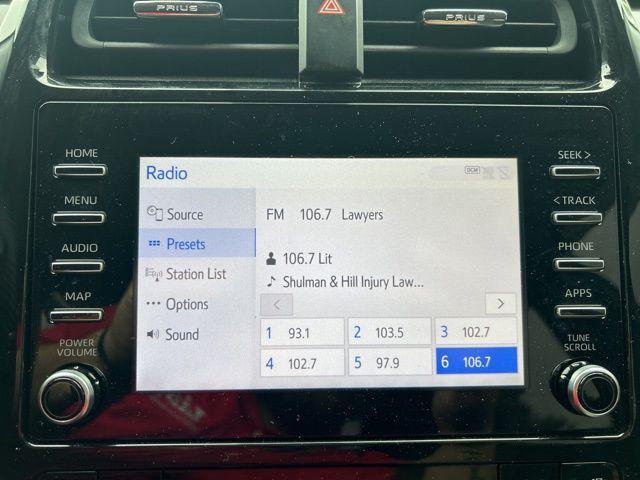 PRIUS
PRIUS
HOME
MENU
AUDIO
MAP
POWER
VOLUME
Radio
DCM
Source
Presets
Station List
Options
Sound
FM 106.7 Lawyers
106.7 Lit
Shulman & Hill Injury Law...
< >
1 93.1 2 103.5 3 102.7
4 102.7 5 97.9 6 106.7
SEEK >
< TRACK
PHONE
APPS
TUNE
SCROLL